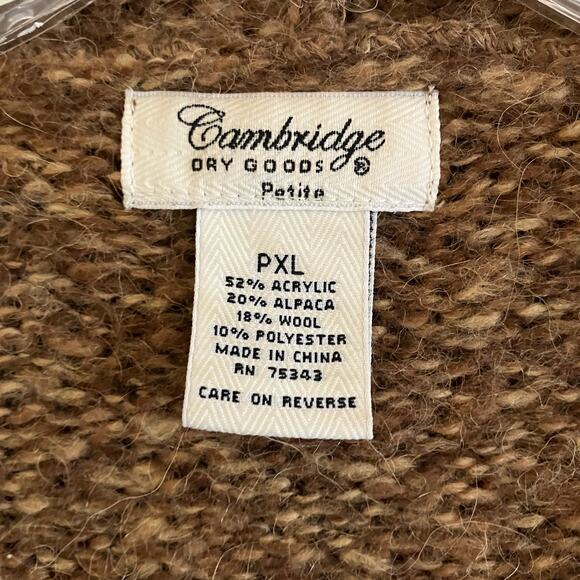 Cambridge
DRY GOODS ®
Petite
PXL
52% ACRYLIC
20% ALPACA
18% WOOL
10% POLYESTER
MADE IN CHINA
RN 75343
CARE ON REVERSE